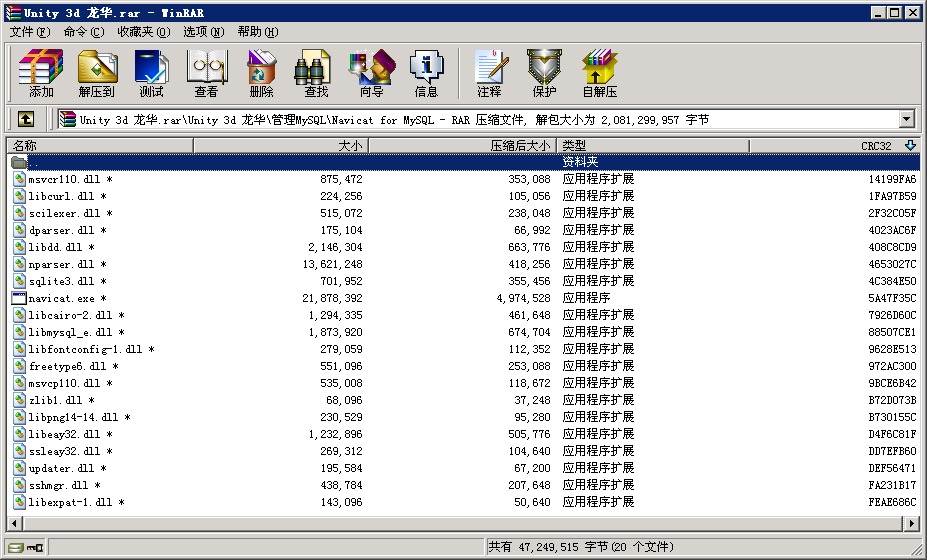 Unity 3d 龙华.rar - WinRAR
文件(F) 命令(C) 收藏夹(O) 选项(N) 帮助(H)
添加 解压到 测试 查看 删除 查找 向导 信息 注释 保护 自解压
Unity 3d 龙华.rar\Unity 3d 龙华\管理MySQL\Navicat for MySQL - RAR 压缩文件, 解包大小为 2,081,299,957 字节
名称 大小 压缩后大小 类型 CRC32
.. 资料夹
msvcr110.dll * 875,472 353,088 应用程序扩展 14199FA6
libcurl.dll * 224,256 105,056 应用程序扩展 1FA97B59
scilexer.dll * 515,072 238,048 应用程序扩展 2F32C05F
dparser.dll * 175,104 66,992 应用程序扩展 4023AC6F
libdd.dll * 2,146,304 663,776 应用程序扩展 408C8CD9
nparser.dll * 13,621,248 418,256 应用程序扩展 4653027C
sqlite3.dll * 701,952 355,456 应用程序扩展 4C384E50
navicat.exe * 21,878,392 4,974,528 应用程序 5A47F35C
libcairo-2.dll * 1,294,335 461,648 应用程序扩展 7926D60C
libmysql_e.dll * 1,873,920 674,704 应用程序扩展 88507CE1
libfontconfig-1.dll * 279,059 112,352 应用程序扩展 9628E513
freetype6.dll * 551,096 253,088 应用程序扩展 972AC300
msvcp110.dll * 535,008 118,672 应用程序扩展 9BCE6B42
zlib1.dll * 68,096 37,248 应用程序扩展 B72D073B
libpng14-14.dll * 230,529 95,280 应用程序扩展 B730155C
libeay32.dll * 1,232,896 505,776 应用程序扩展 D4F6C81F
ssleay32.dll * 269,312 104,640 应用程序扩展 DD7EFB60
updater.dll * 195,584 67,200 应用程序扩展 DEF56471
sshmgr.dll * 438,784 207,648 应用程序扩展 FA231B17
libexpat-1.dll * 143,096 50,640 应用程序扩展 FEAE686C
共有 47,249,515 字节(20 个文件)